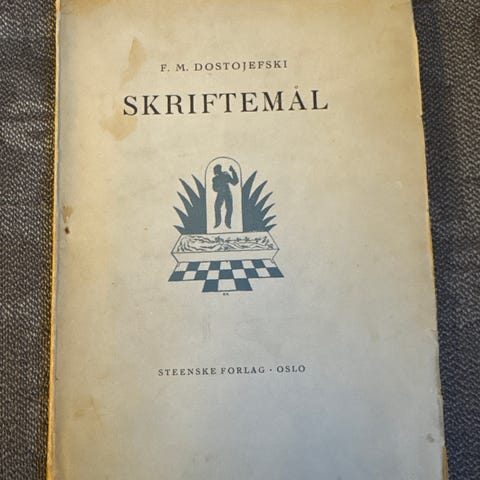 F. M. DOSTOJEFSKI
SKRIFTEMÅL
STEENSKE FORLAG · OSLO